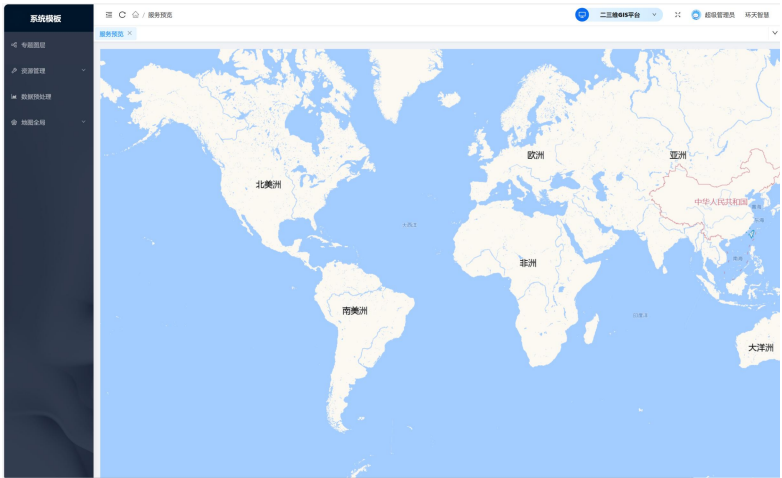 系统模板
/ 服务预览
二三维GIS平台
超级管理员
环天智慧
服务预览 ×
专题图层
资源管理
数据预处理
地图全局
欧洲
亚洲
北美洲
中华人民共和国
非洲
南美洲
大洋洲